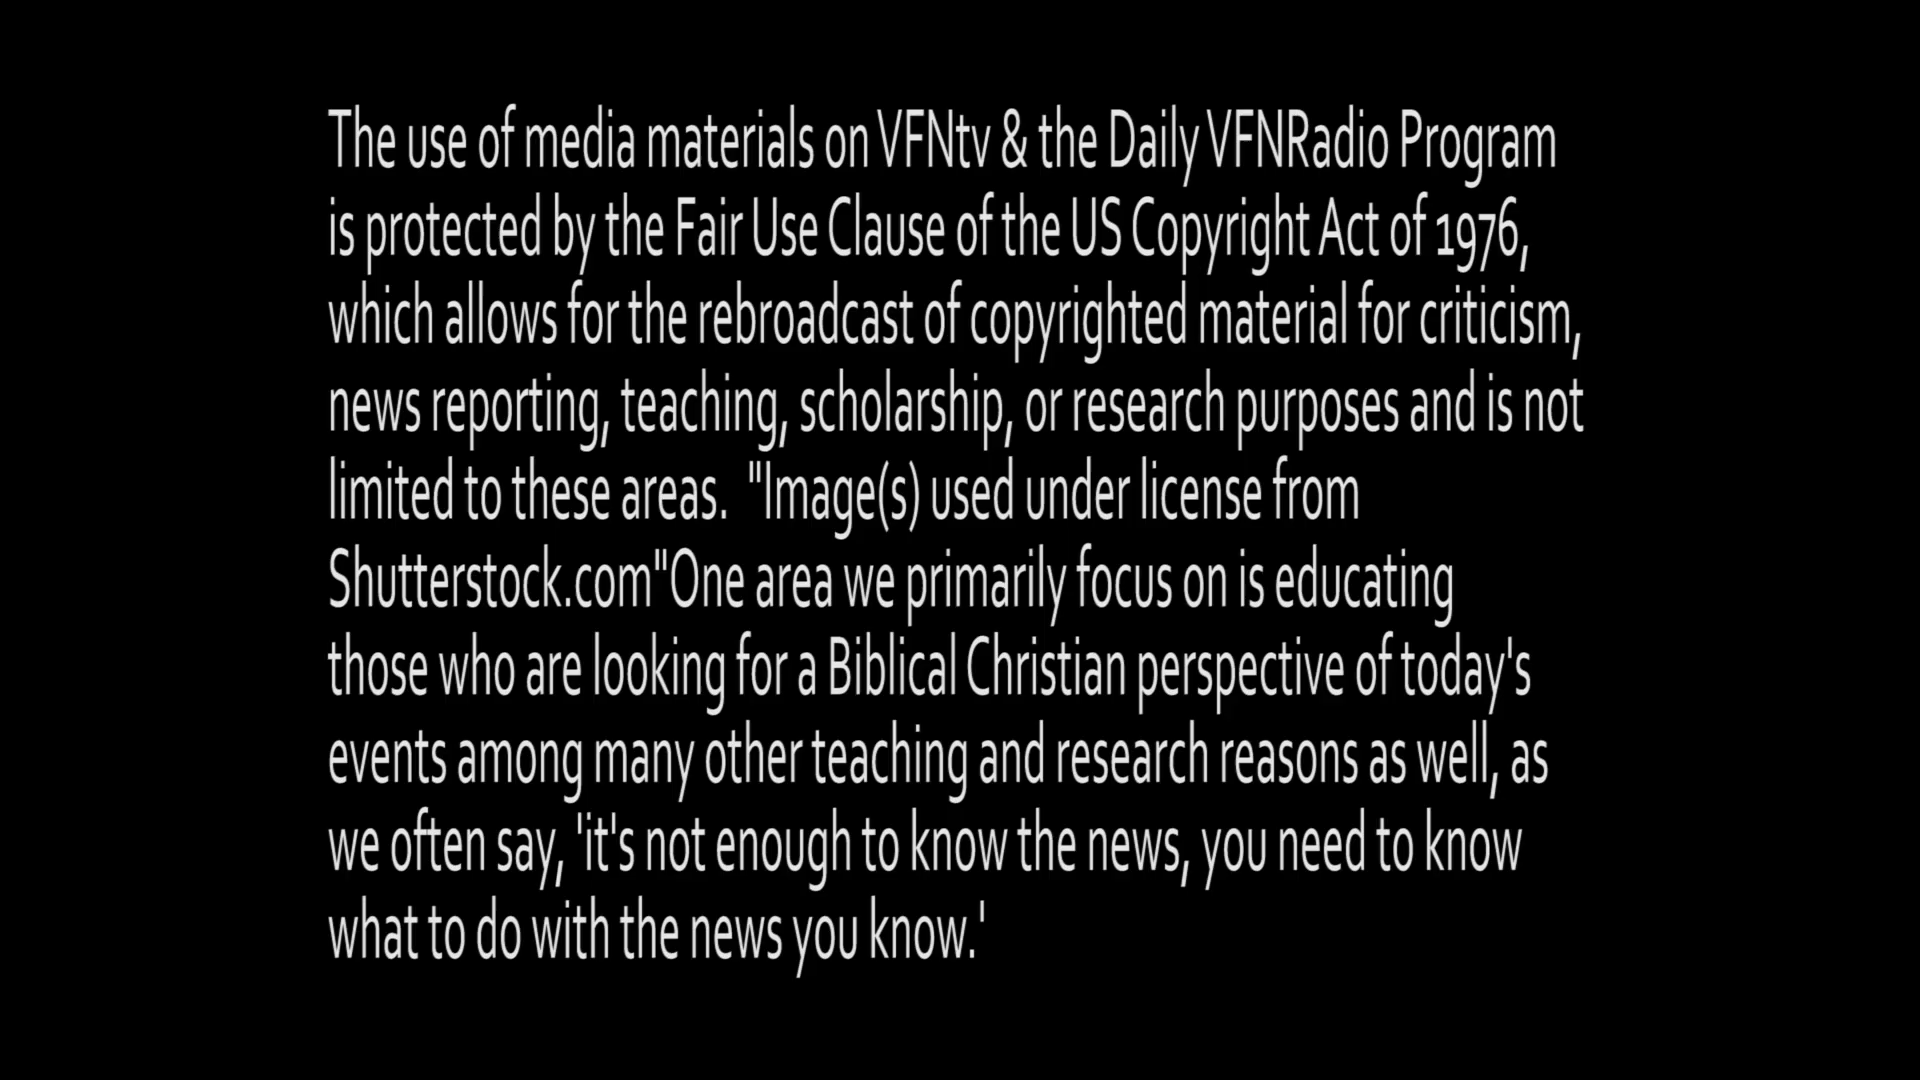 The use of media materials on VFNtv & the Daily VFNRadio Program
is protected by the Fair Use Clause of the US Copyright Act of 1976,
which allows for the rebroadcast of copyrighted material for criticism,
news reporting, teaching, scholarship, or research purposes and is not
limited to these areas.  "Image(s) used under license from
Shutterstock.com"One area we primarily focus on is educating
those who are looking for a Biblical Christian perspective of today's
events among many other teaching and research reasons as well, as
we often say, 'it's not enough to know the news, you need to know
what to do with the news you know.'